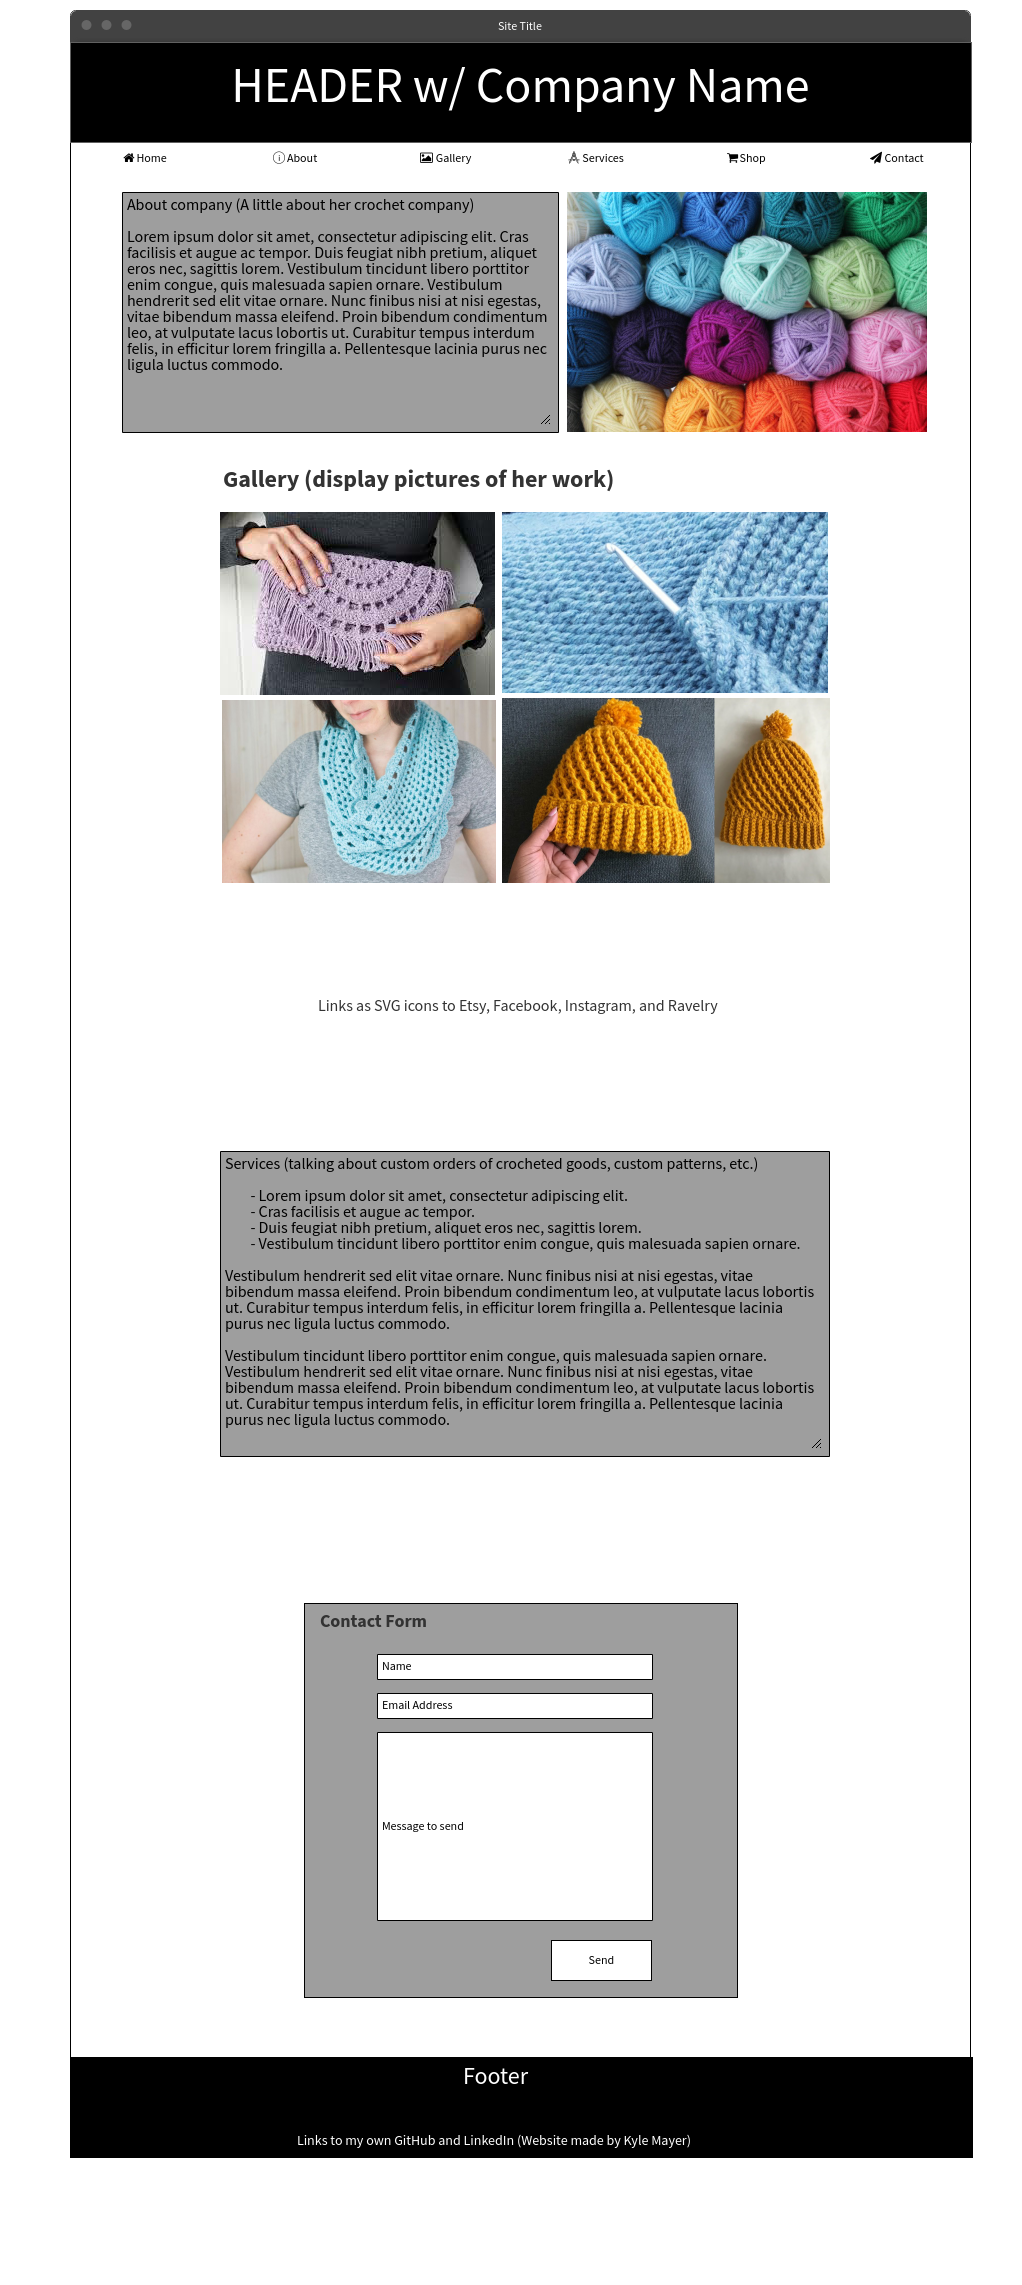 Site Title
HEADER w/ Company Name
Home
About
Gallery
Services
Shop
Contact
About company (A little about her crochet company)
Lorem ipsum dolor sit amet, consectetur adipiscing elit. Cras
facilisis et augue ac tempor. Duis feugiat nibh pretium, aliquet
eros nec, sagittis lorem. Vestibulum tincidunt libero porttitor
enim congue, quis malesuada sapien ornare. Vestibulum
hendrerit sed elit vitae ornare. Nunc finibus nisi at nisi egestas,
vitae bibendum massa eleifend. Proin bibendum condimentum
leo, at vulputate lacus lobortis ut. Curabitur tempus interdum
felis, in efficitur lorem fringilla a. Pellentesque lacinia purus nec
ligula luctus commodo.
Gallery (display pictures of her work)
Links as SVG icons to Etsy, Facebook, Instagram, and Ravelry
Services (talking about custom orders of crocheted goods, custom patterns, etc.)
- Lorem ipsum dolor sit amet, consectetur adipiscing elit.
- Cras facilisis et augue ac tempor.
- Duis feugiat nibh pretium, aliquet eros nec, sagittis lorem.
- Vestibulum tincidunt libero porttitor enim congue, quis malesuada sapien ornare.
Vestibulum hendrerit sed elit vitae ornare. Nunc finibus nisi at nisi egestas, vitae
bibendum massa eleifend. Proin bibendum condimentum leo, at vulputate lacus lobortis
ut. Curabitur tempus interdum felis, in efficitur lorem fringilla a. Pellentesque lacinia
purus nec ligula luctus commodo.
Vestibulum tincidunt libero porttitor enim congue, quis malesuada sapien ornare.
Vestibulum hendrerit sed elit vitae ornare. Nunc finibus nisi at nisi egestas, vitae
bibendum massa eleifend. Proin bibendum condimentum leo, at vulputate lacus lobortis
ut. Curabitur tempus interdum felis, in efficitur lorem fringilla a. Pellentesque lacinia
purus nec ligula luctus commodo.
Contact Form
Name
Email Address
Message to send
Send
Footer
Links to my own GitHub and LinkedIn (Website made by Kyle Mayer)